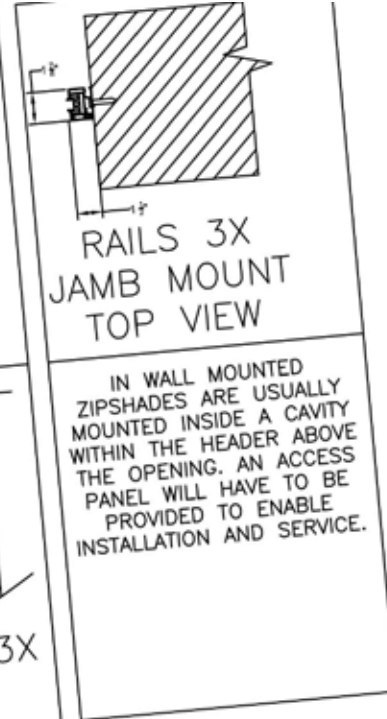 RAILS 3X
JAMB MOUNT
TOP VIEW
IN WALL MOUNTED
ZIPSHADES ARE USUALLY
MOUNTED INSIDE A CAVITY
WITHIN THE HEADER ABOVE
THE OPENING. AN ACCESS
PANEL WILL HAVE TO BE
PROVIDED TO ENABLE
INSTALLATION AND SERVICE.
3X